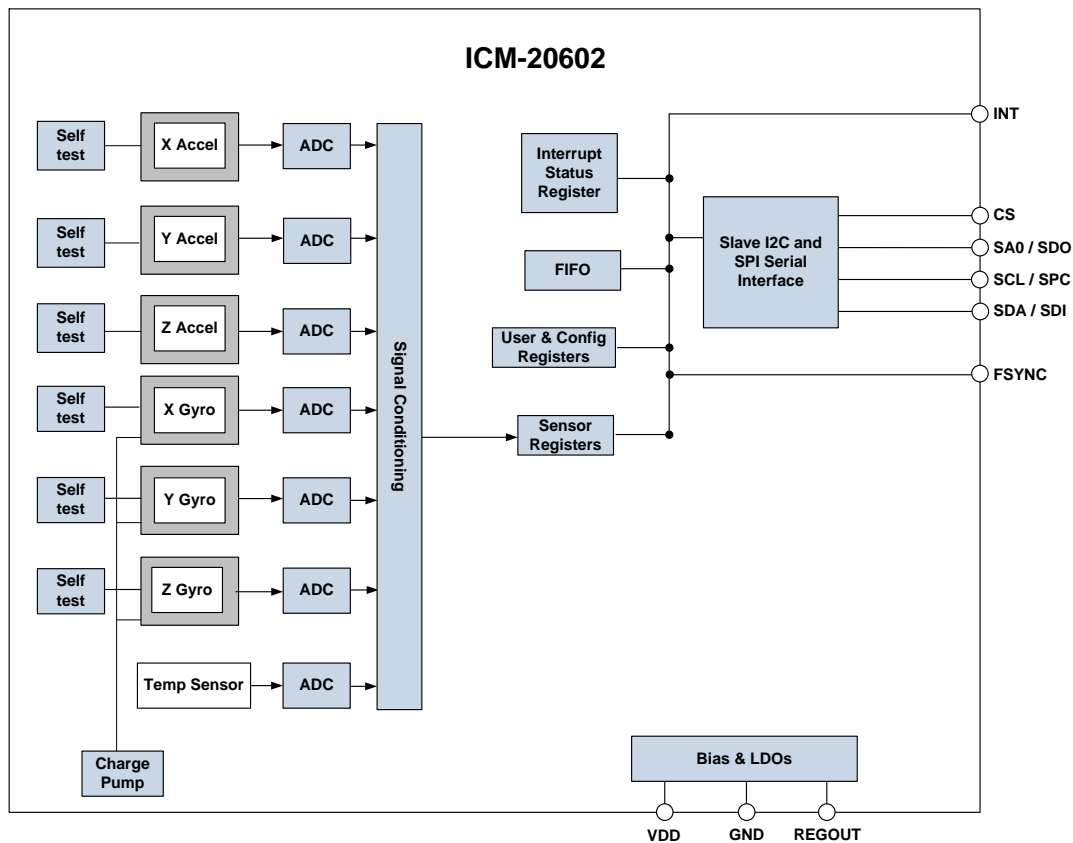 ICM-20602
Self
test
X Accel
ADC
Self
test
Y Accel
ADC
Self
test
Z Accel
ADC
Self
test
X Gyro
ADC
Self
test
Y Gyro
ADC
Self
test
Z Gyro
ADC
Temp Sensor
ADC
Charge
Pump
Signal Conditioning
Interrupt
Status
Register
FIFO
User & Config
Registers
Sensor
Registers
Slave I2C and
SPI Serial
Interface
INT
CS
SA0 / SDO
SCL / SPC
SDA / SDI
FSYNC
Bias & LDOs
VDD
GND
REGOUT